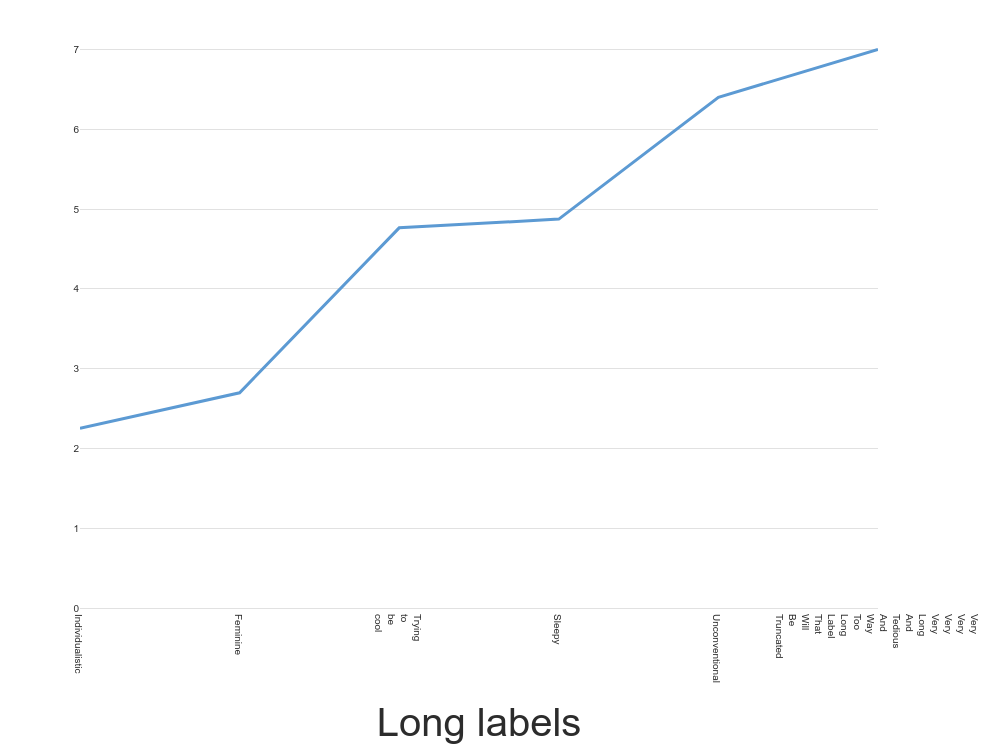 7
6
5
4
3
2
1
0
Individualistic
Feminine
Trying
to
be
cool
Sleepy
Unconventional
Very
Very
Very
Very
Long
And
Tedious
And
Way
Too
Long
Label
That
Will
Be
Truncated
Long labels